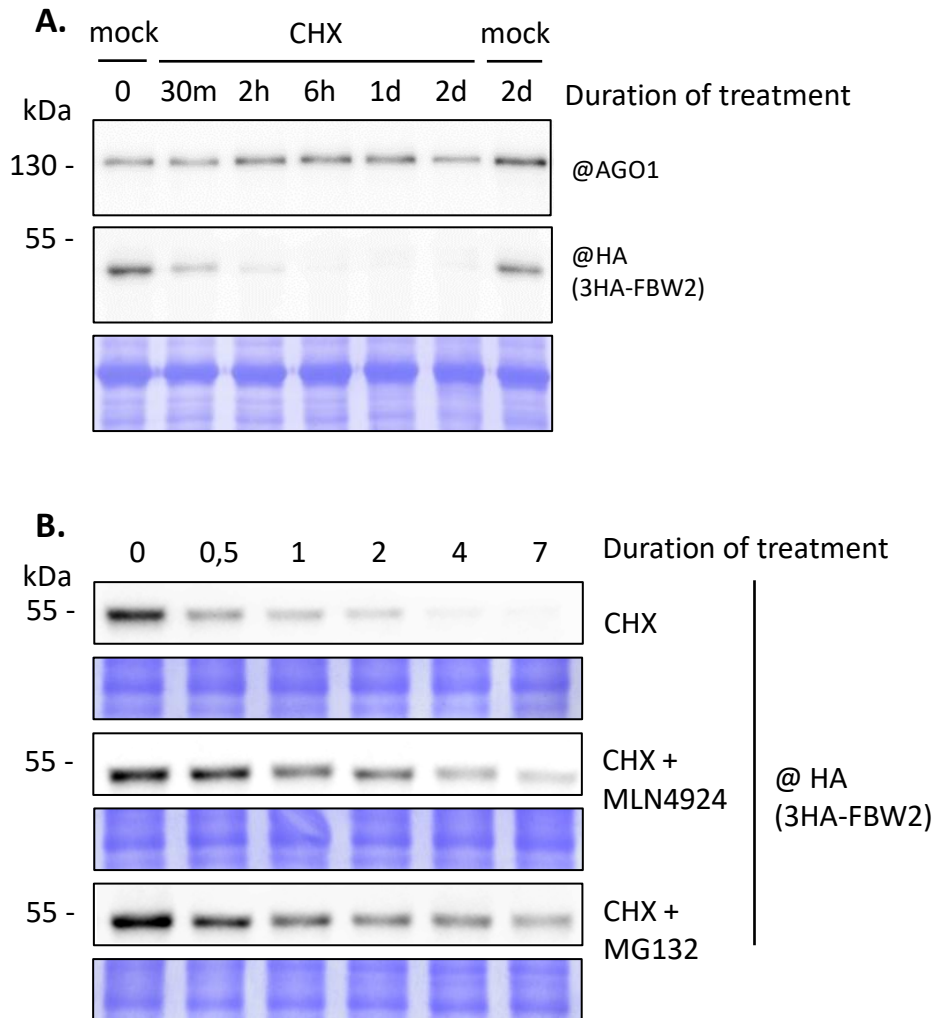 A.
mock CHX mock
0 30m 2h 6h 1d 2d 2d Duration of treatment
kDa
130 -
@AGO1
55 -
@HA
(3HA-FBW2)
B.
0 0,5 1 2 4 7 Duration of treatment
kDa
55 -
CHX
55 -
CHX +
MLN4924
@ HA
(3HA-FBW2)
55 -
CHX +
MG132